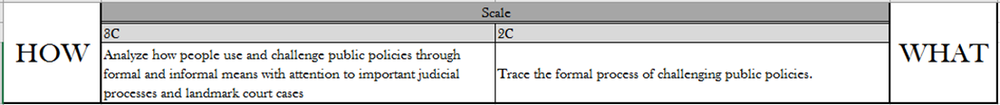 Scale
HOW
3C
2C
WHAT
Analyze how people use and challenge public policies through
formal and informal means with attention to important judicial
processes and landmark court cases
Trace the formal process of challenging public policies.